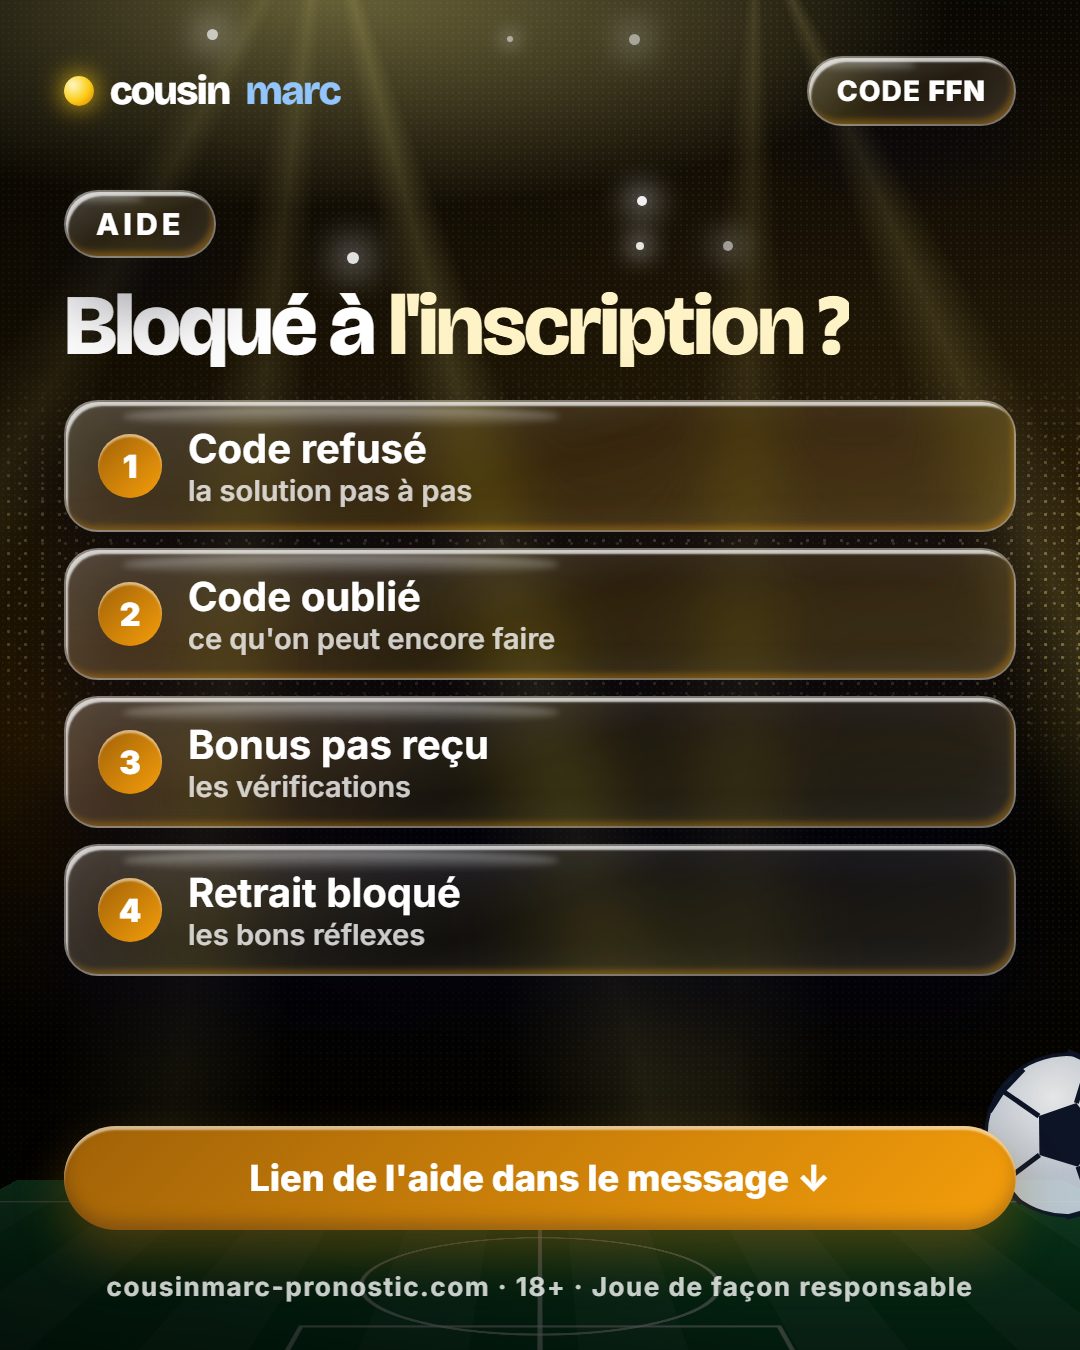 cousin marc
CODE FFN
AIDE
Bloqué à l'inscription ?
1
Code refusé
la solution pas à pas
2
Code oublié
ce qu'on peut encore faire
3
Bonus pas reçu
les vérifications
4
Retrait bloqué
les bons réflexes
Lien de l'aide dans le message ↓
cousinmarc-pronostic.com · 18+ · Joue de façon responsable